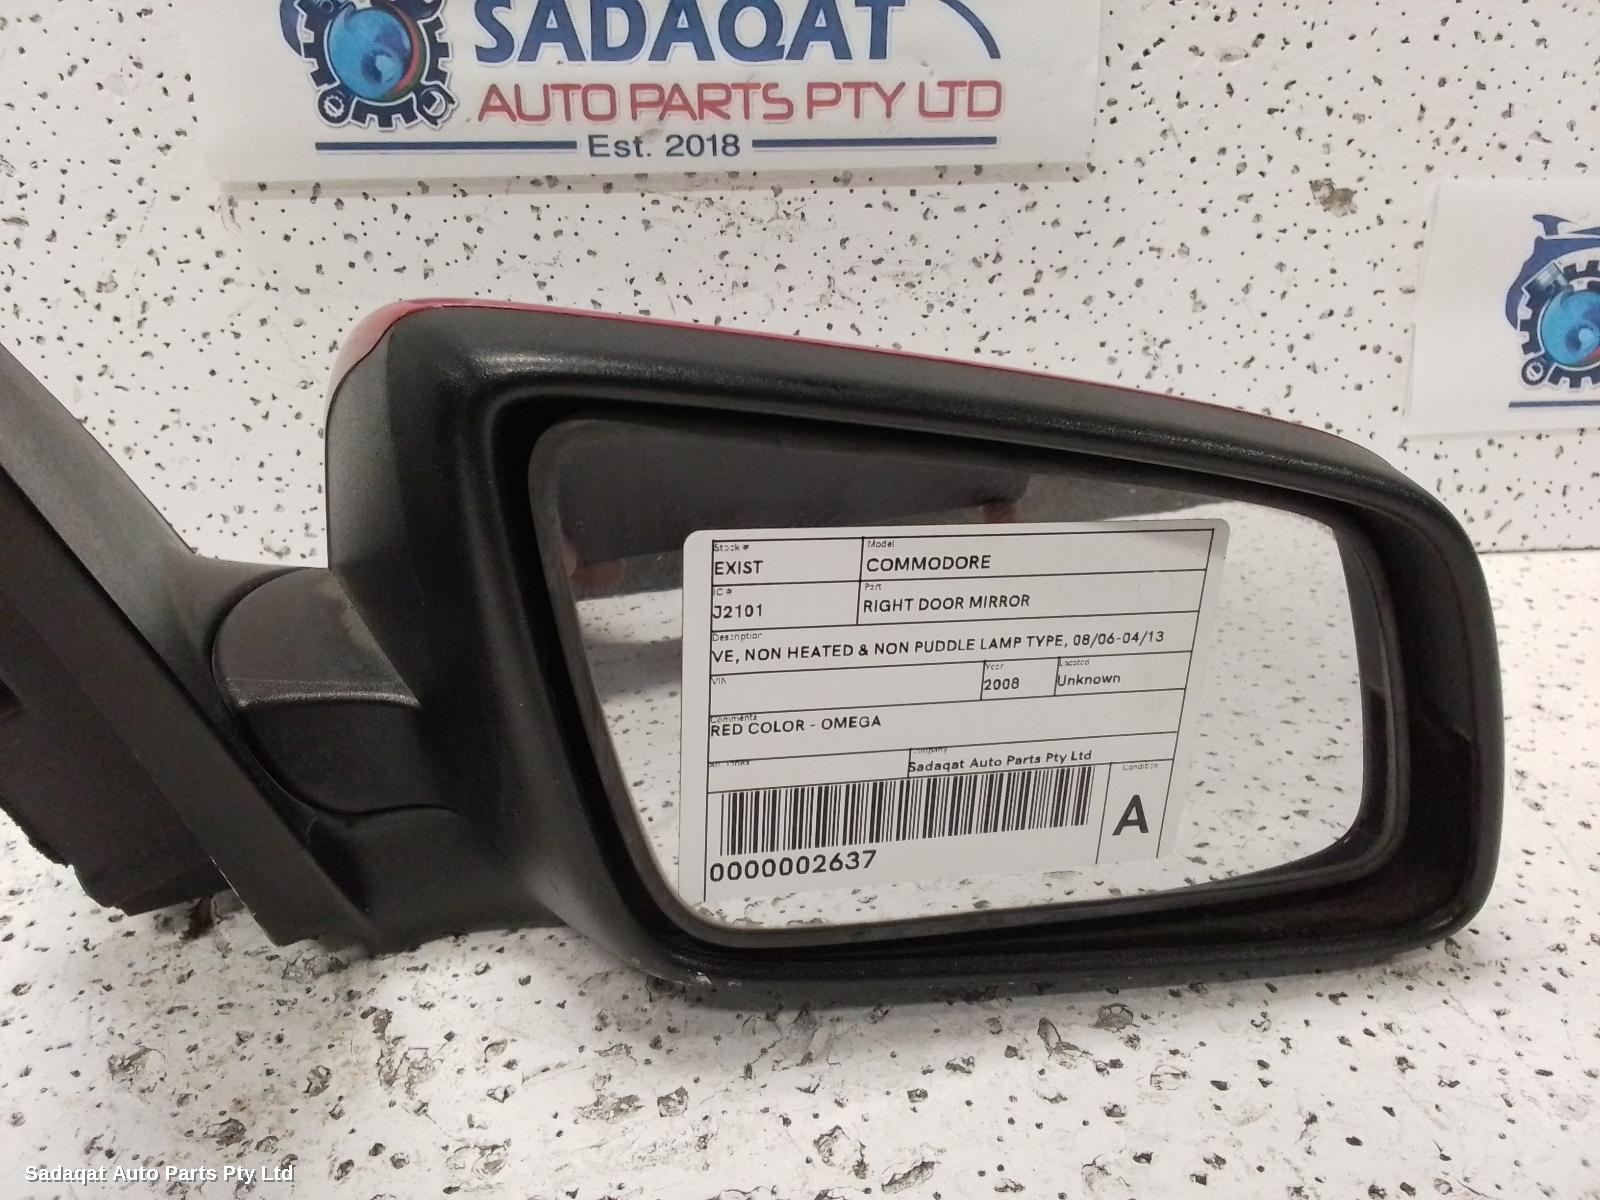 SADAQAT
AUTO PARTS PTY LTD
Est. 2018
Stock #
EXIST
Model
COMMODORE
IC #
J2101
Part
RIGHT DOOR MIRROR
Description
VE, NON HEATED & NON PUDDLE LAMP TYPE, 08/06-04/13
VIN
Year
2008
Located
Unknown
Comments
RED COLOR - OMEGA
Company
Sadaqat Auto Parts Pty Ltd
Condition
A
0000002637
Sadaqat Auto Parts Pty Ltd